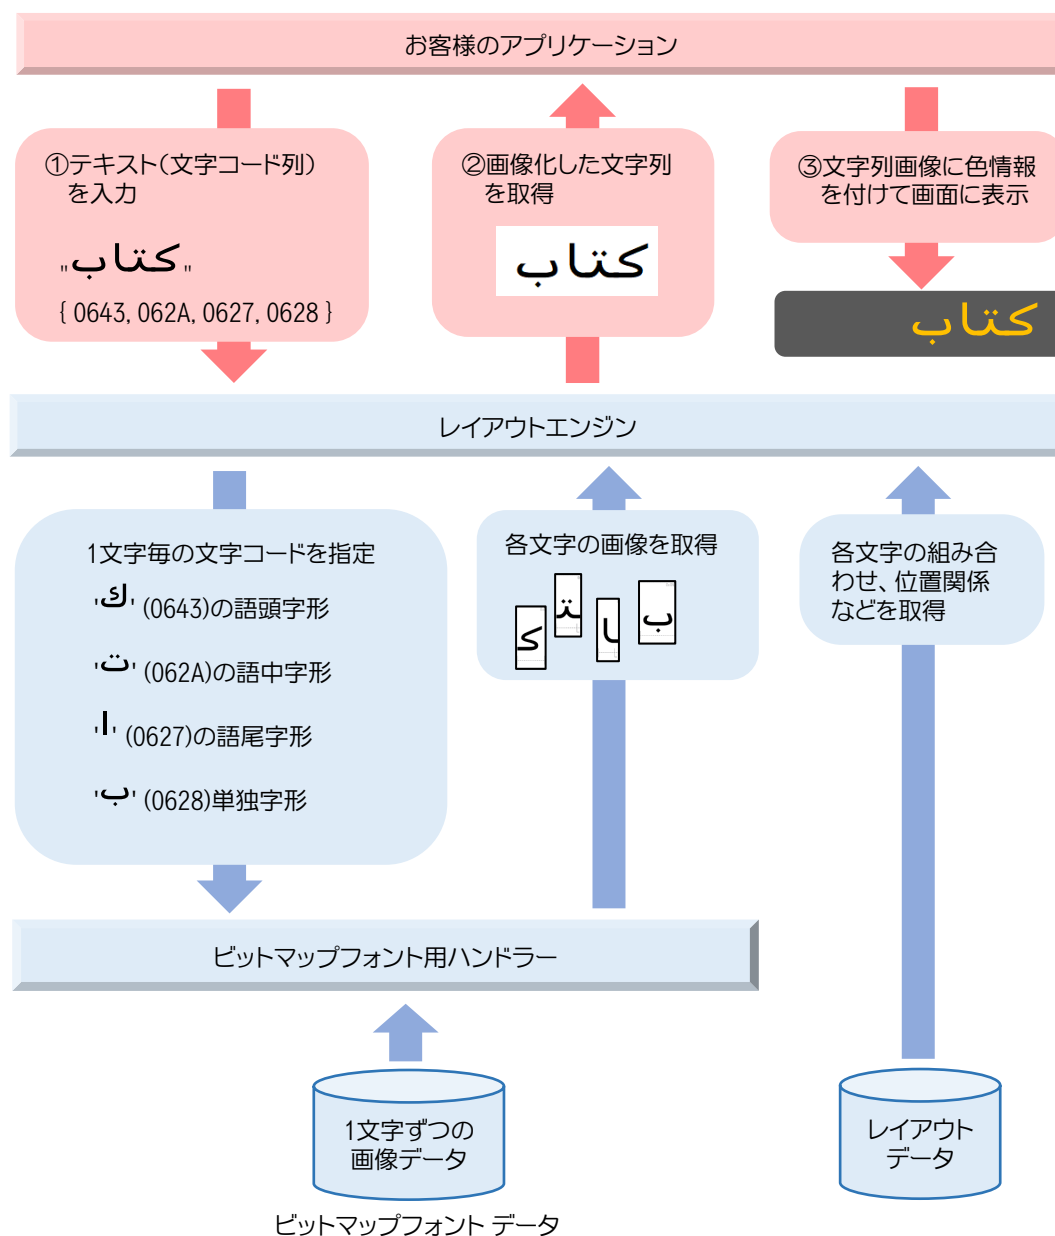 お客様のアプリケーション
①テキスト(文字コード列)
を入力
"كتاب"
{ 0643, 062A, 0627, 0628 }
②画像化した文字列
を取得
كتاب
③文字列画像に色情報
を付けて画面に表示
كتاب
レイアウトエンジン
1文字毎の文字コードを指定
'ك' (0643)の語頭字形
'ت' (062A)の語中字形
'ا' (0627)の語尾字形
'ب' (0628)単独字形
各文字の画像を取得
كـ ـتـ ـا ب
各文字の組み合
わせ、位置関係
などを取得
ビットマップフォント用ハンドラー
1文字ずつの
画像データ
ビットマップフォント データ
レイアウト
データ